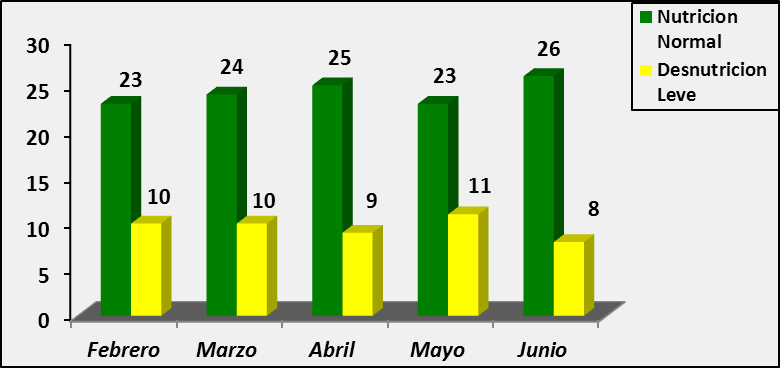 Nutricion
Normal
Desnutricion
Leve
30
25
20
15
10
5
0
23
10
24
10
25
9
23
11
26
8
Febrero
Marzo
Abril
Mayo
Junio